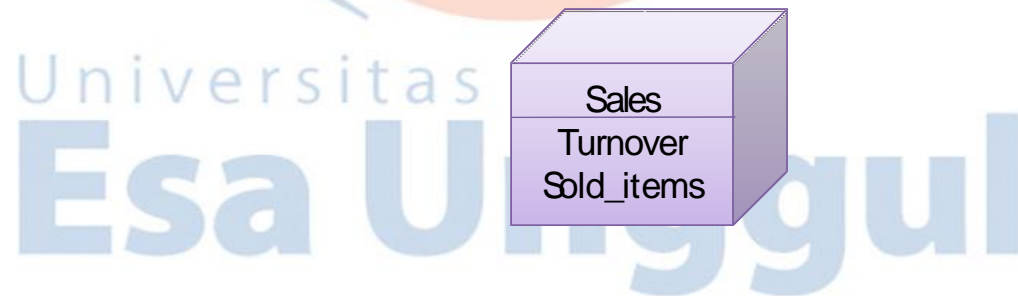 Universitas
Esa Unggul
Sales
Turnover
Sold_items